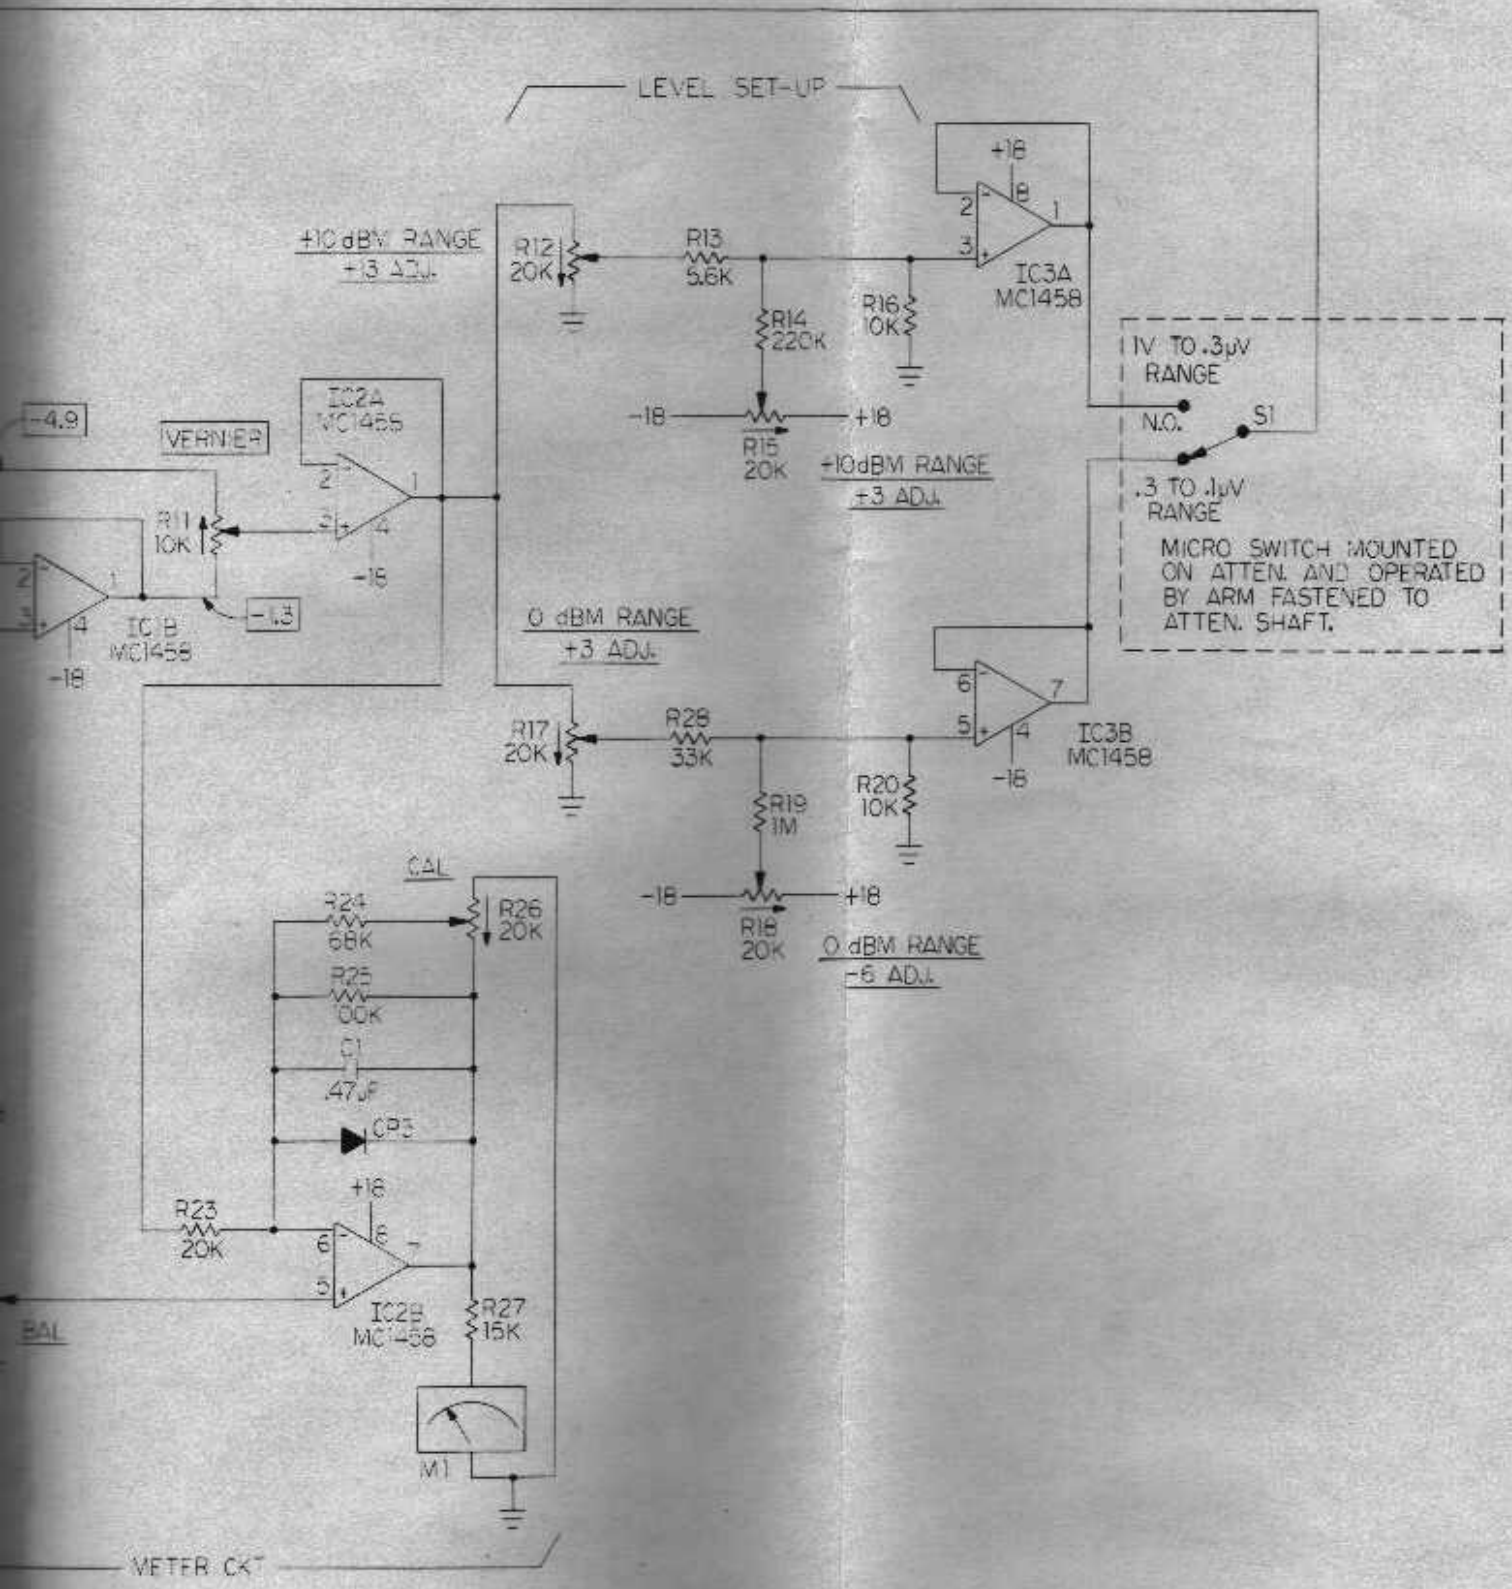 LEVEL SET-UP
+18
8
2
1
3
IC3A
MC1458
+10 dBM RANGE
+13 ADJ.
R12
20K
R13
5.6K
R14
220K
R16
10K
-18
+18
R15
20K
+10dBM RANGE
+3 ADJ.
1V TO .3µV
RANGE
N.O.
S1
.3 TO .1µV
RANGE
MICRO SWITCH MOUNTED
ON ATTEN. AND OPERATED
BY ARM FASTENED TO
ATTEN. SHAFT.
-4.9
VERNIER
IC2A
MC1458
2
1
3
4
-18
R11
10K
2
1
3
4
-18
IC1B
MC1458
-1.3
0 dBM RANGE
+3 ADJ.
R17
20K
R28
33K
R19
1M
R20
10K
6
7
5
4
-18
IC3B
MC1458
-18
+18
R18
20K
0 dBM RANGE
-6 ADJ.
CAL
R24
68K
R26
20K
R25
100K
C1
.47µF
CR3
+18
8
R23
20K
6
7
5
IC2B
MC1458
BAL
R27
15K
M1
METER CKT